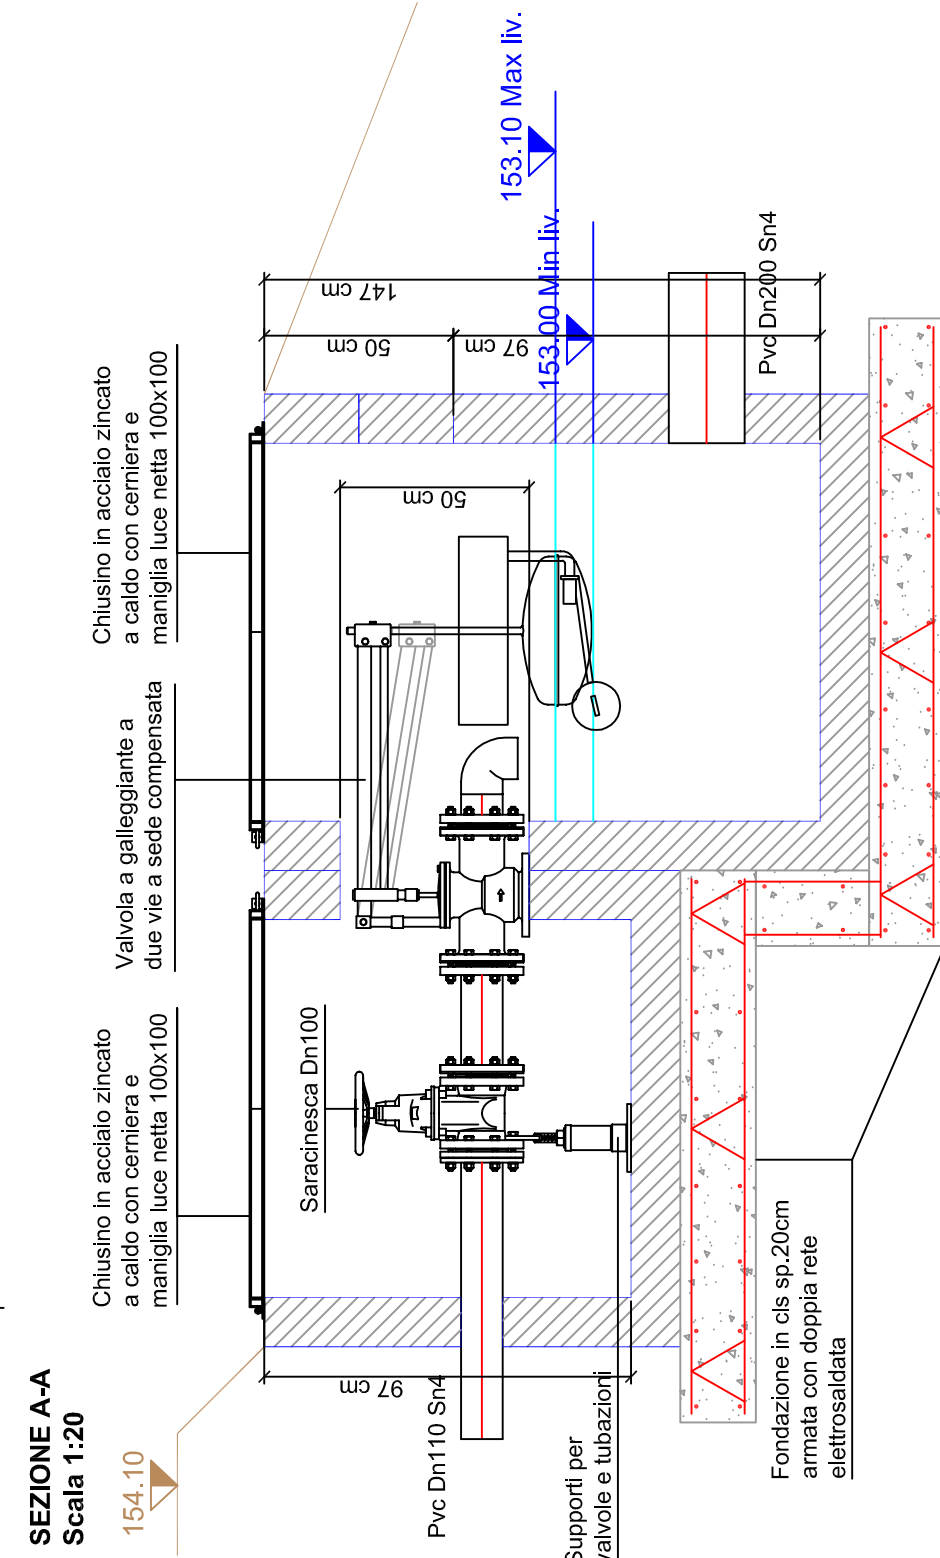 SEZIONE A-A
Scala 1:20
154.10
Chiusino in acciaio zincato
a caldo con cerniera e
maniglia luce netta 100x100
Valvola a galleggiante a
due vie a sede compensata
Chiusino in acciaio zincato
a caldo con cerniera e
maniglia luce netta 100x100
Saracinesca Dn100
153.10 Max liv.
153.00 Min liv.
147 cm
50 cm
97 cm
50 cm
97 cm
Pvc Dn200 Sn4
Pvc Dn110 Sn4
Supporti per
valvole e tubazioni
Fondazione in cls sp.20cm
armata con doppia rete
elettrosaldata